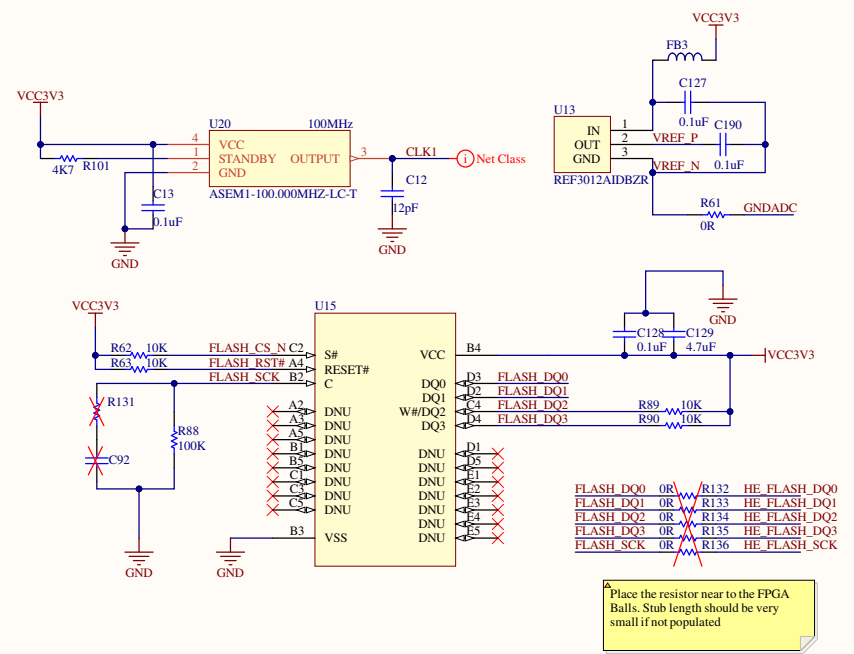 VCC3V3
FB3
VCC3V3
C127
0.1uF
U20 100MHz
U13
C190
0.1uF
4 VCC
1 STANDBY OUTPUT 3 CLK1
2 GND
i Net Class
4K7 R101
IN 1
OUT 2 VREF_P
GND 3
VREF_N
REF3012AIDBZR
ASEM1-100.000MHZ-LC-T
C13
0.1uF
C12
12pF
R61
0R
GNDADC
GND
GND
VCC3V3
U15
GND
C128
0.1uF
C129
4.7uF
R62 10K FLASH_CS_N C2 S#
R63 10K FLASH_RST# A4 RESET#
FLASH_SCK B2 C
VCC B4
VCC3V3
DQ0 D3 FLASH_DQ0
DQ1 D2 FLASH_DQ1
W#/DQ2 C4 FLASH_DQ2 R89 10K
DQ3 D4 FLASH_DQ3 R90 10K
R131
C92
R88
100K
A2 DNU
A3 DNU
A5 DNU
B1 DNU
B5 DNU
C1 DNU
C3 DNU
C5 DNU
DNU D1
DNU D5
DNU E1
DNU E2
DNU E3
DNU E4
DNU E5
B3 VSS
GND
GND
FLASH_DQ0 0R R132 HE_FLASH_DQ0
FLASH_DQ1 0R R133 HE_FLASH_DQ1
FLASH_DQ2 0R R134 HE_FLASH_DQ2
FLASH_DQ3 0R R135 HE_FLASH_DQ3
FLASH_SCK 0R R136 HE_FLASH_SCK
Place the resistor near to the FPGA
Balls. Stub length should be very
small if not populated